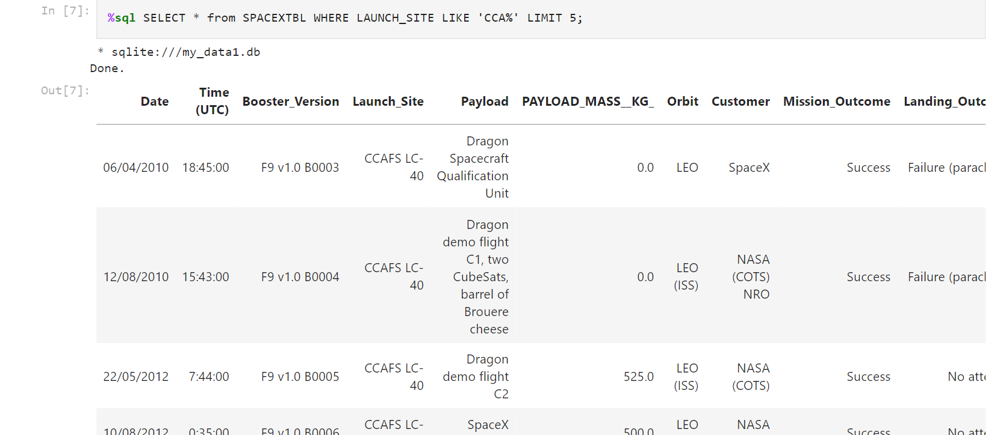 In [7]:
%sql SELECT * from SPACEXTBL WHERE LAUNCH_SITE LIKE 'CCA%' LIMIT 5;
* sqlite:///my_data1.db
Done.
Out[7]:
Date Time (UTC) Booster_Version Launch_Site Payload PAYLOAD_MASS__KG_ Orbit Customer Mission_Outcome Landing_Outc
06/04/2010 18:45:00 F9 v1.0 B0003 CCAFS LC-40 Dragon Spacecraft Qualification Unit 0.0 LEO SpaceX Success Failure (parac
12/08/2010 15:43:00 F9 v1.0 B0004 CCAFS LC-40 Dragon demo flight C1, two CubeSats, barrel of Brouere cheese 0.0 LEO (ISS) NASA (COTS) NRO Success Failure (parac
22/05/2012 7:44:00 F9 v1.0 B0005 CCAFS LC-40 Dragon demo flight C2 525.0 LEO (ISS) NASA (COTS) Success No atte
10/08/2012 0:35:00 F9 v1.0 B0006 CCAFS LC- SpaceX 500.0 LEO NASA Success No atte